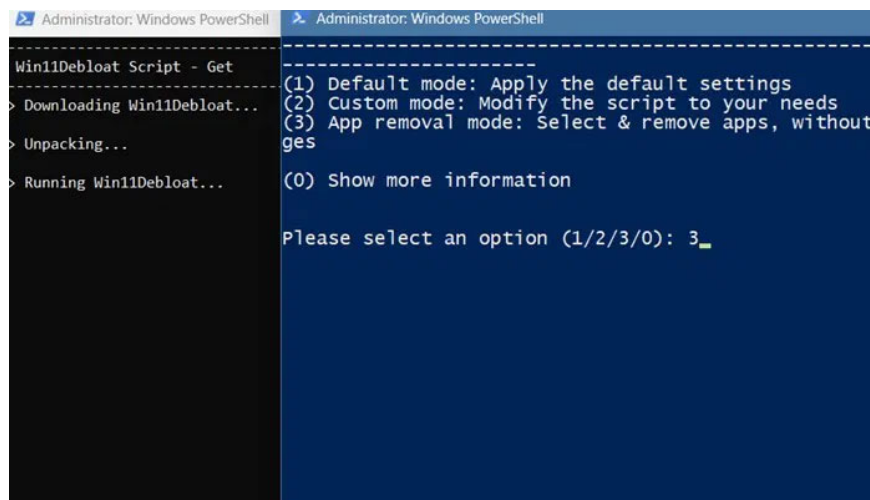 Administrator: Windows PowerShell
--------------------------------
Win11Debloat Script - Get
--------------------------------
> Downloading Win11Debloat...
> Unpacking...
> Running Win11Debloat...
Administrator: Windows PowerShell
--------------------------------------------------
----------------------
(1) Default mode: Apply the default settings
(2) Custom mode: Modify the script to your needs
(3) App removal mode: Select & remove apps, without
ges
(0) Show more information
Please select an option (1/2/3/0): 3_